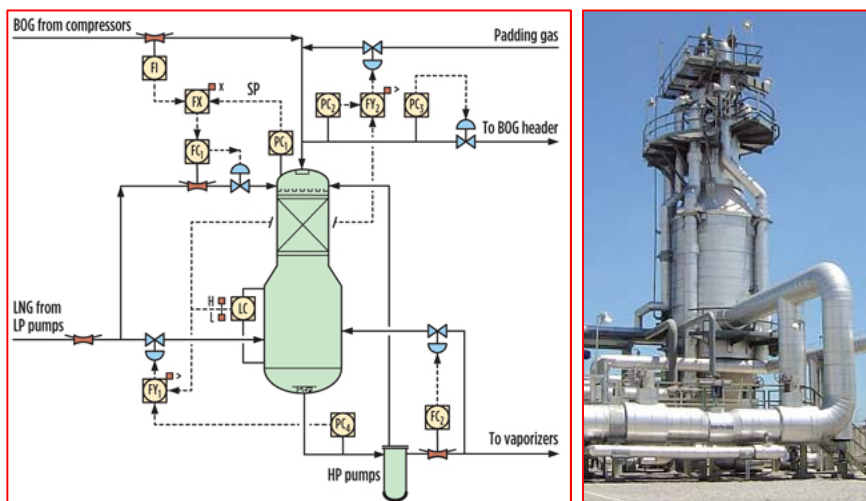 BOG from compressors
Padding gas
FI
SP
x
FX
PC2
FY2
>
PC3
To BOG header
FC1
PC1
H
LC
L
LNG from
LP pumps
FY1
>
PC4
FC2
To vaporizers
HP pumps